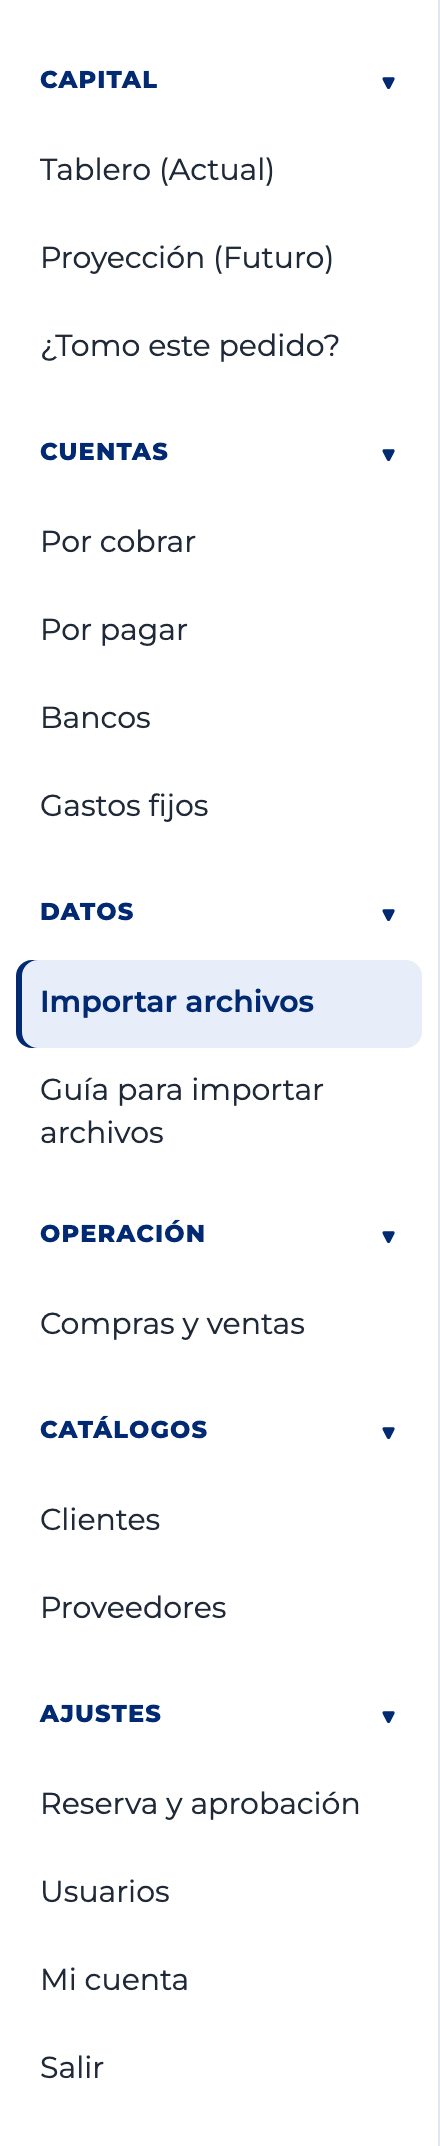 CAPITAL
Tablero (Actual)
Proyección (Futuro)
¿Tomo este pedido?
CUENTAS
Por cobrar
Por pagar
Bancos
Gastos fijos
DATOS
Importar archivos
Guía para importar
archivos
OPERACIÓN
Compras y ventas
CATÁLOGOS
Clientes
Proveedores
AJUSTES
Reserva y aprobación
Usuarios
Mi cuenta
Salir